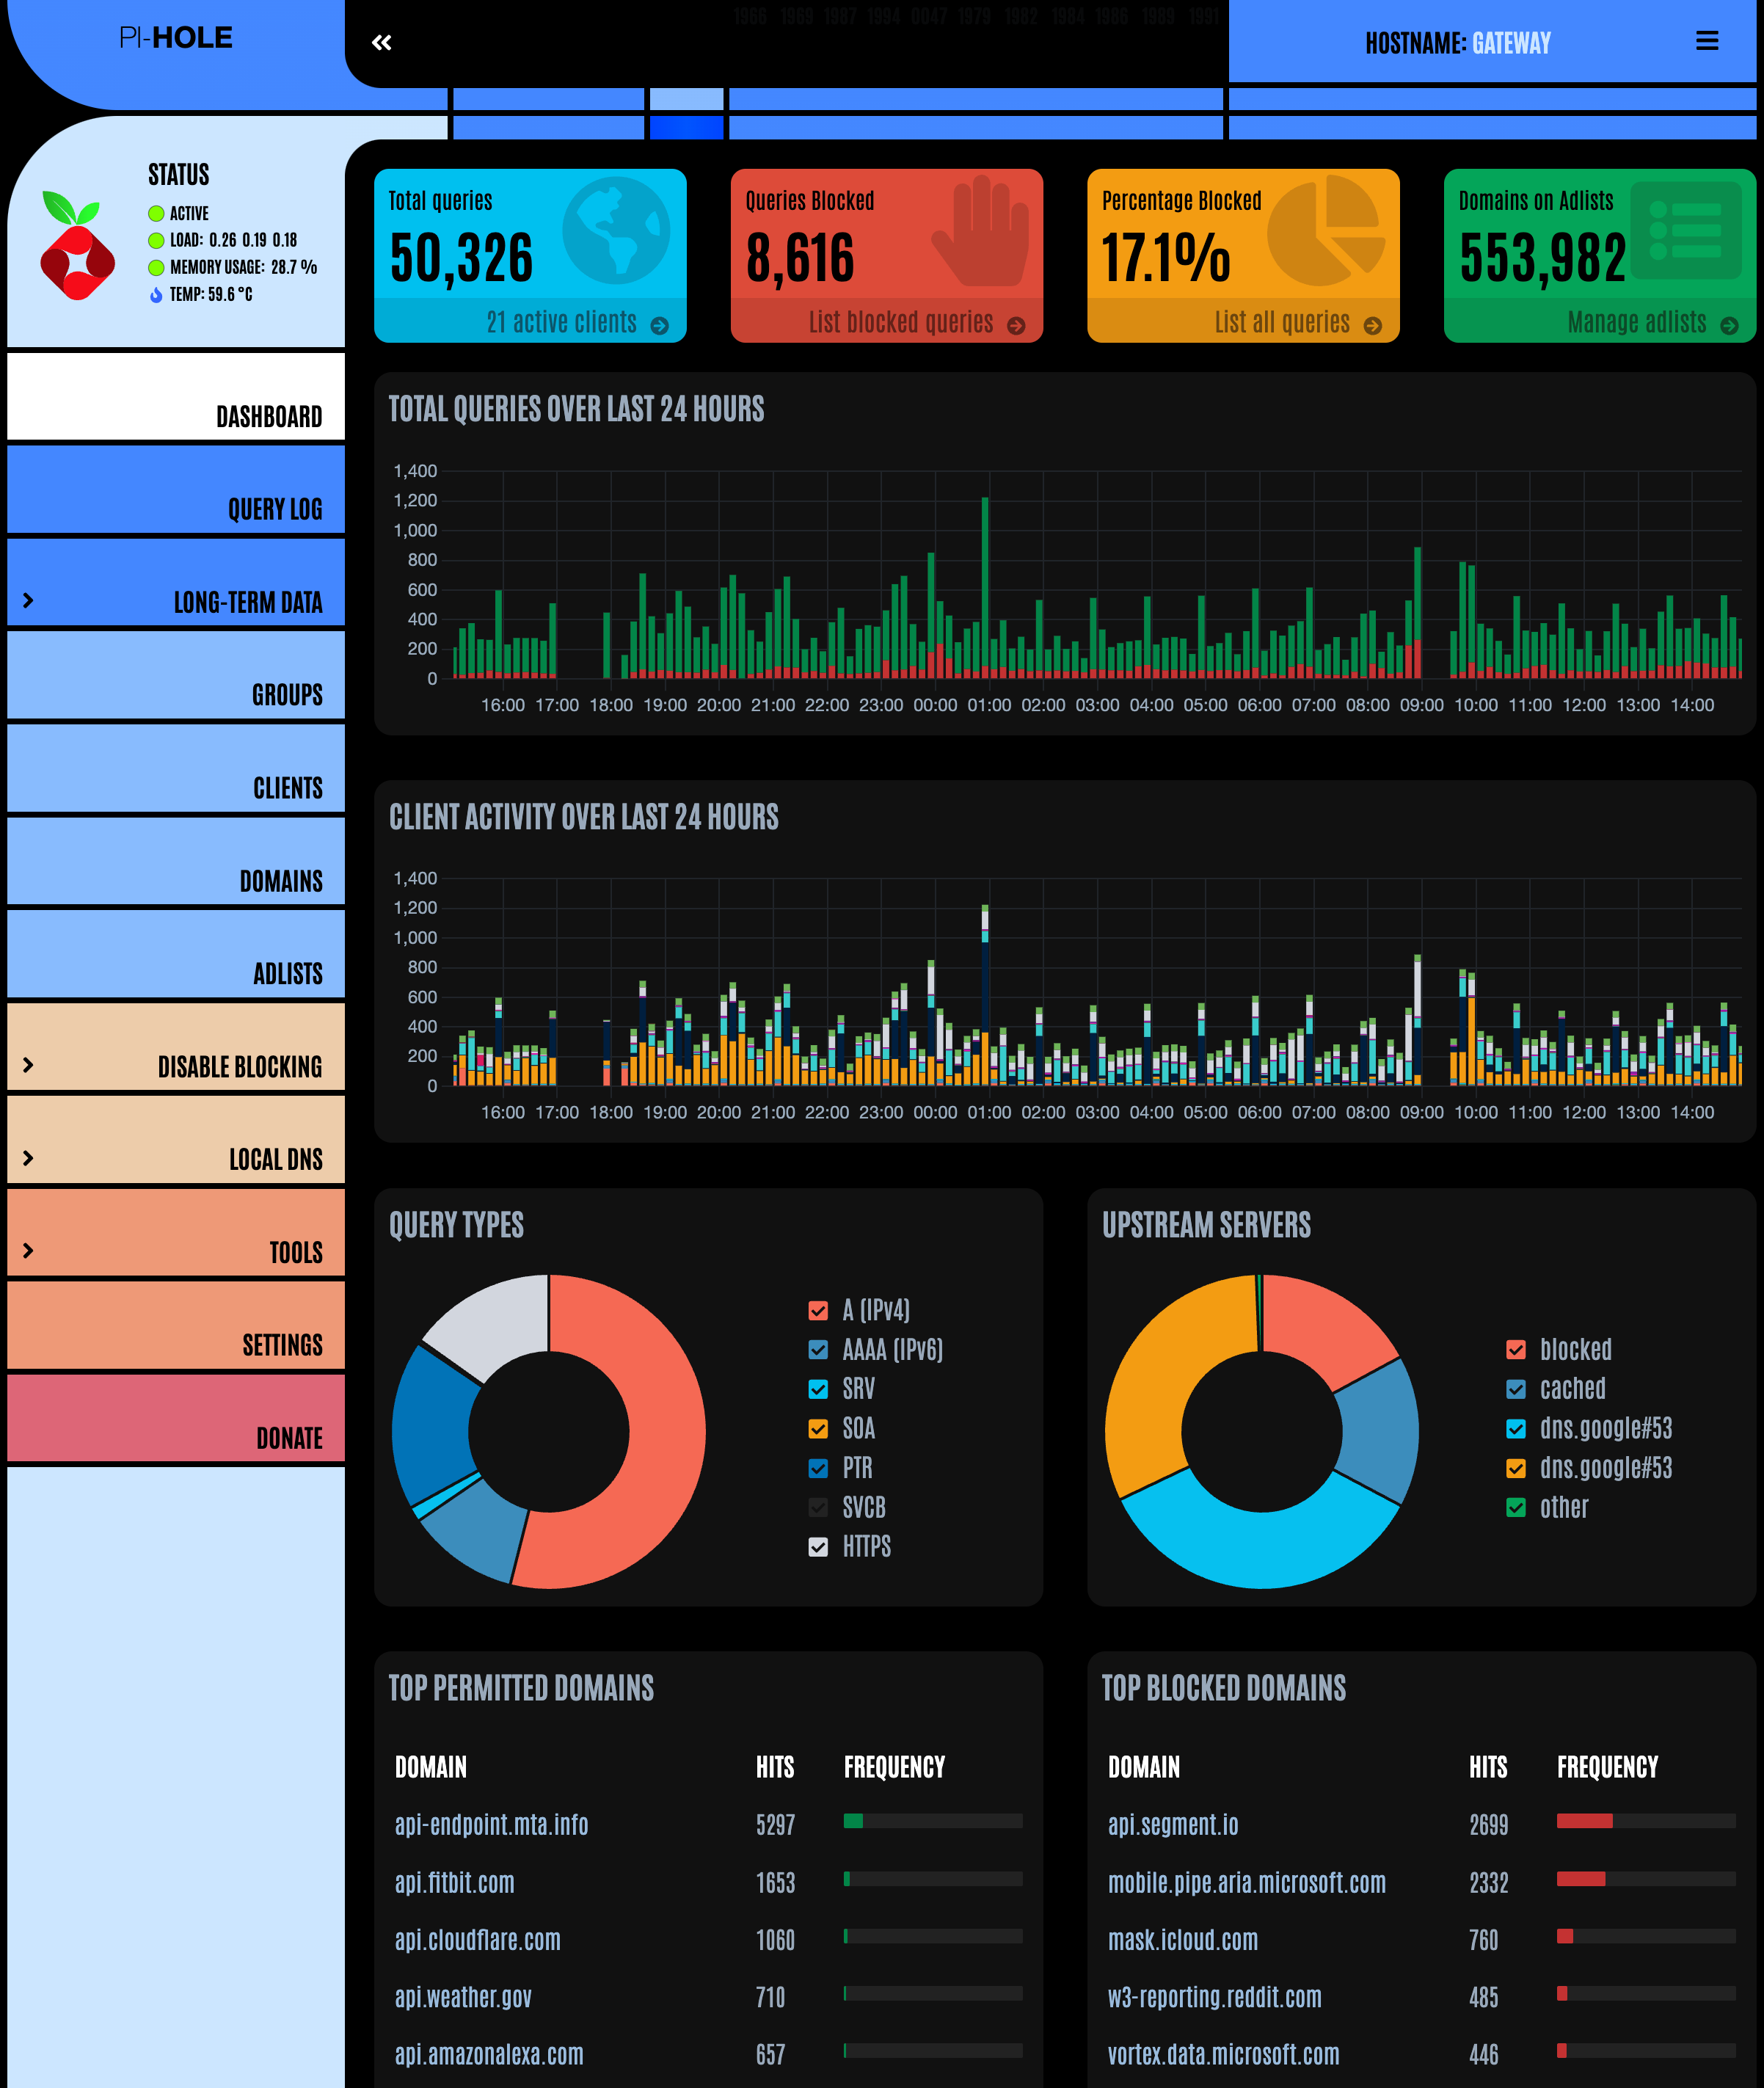 PI-HOLE
1966 1969 1987 1994 0047 1979 1982 1984 1986 1989 1991
HOSTNAME: GATEWAY
STATUS
ACTIVE
LOAD: 0.26 0.19 0.18
MEMORY USAGE: 28.7 %
TEMP: 59.6 °C
DASHBOARD
QUERY LOG
LONG-TERM DATA
GROUPS
CLIENTS
DOMAINS
ADLISTS
DISABLE BLOCKING
LOCAL DNS
TOOLS
SETTINGS
DONATE
Total queries
50,326
21 active clients
Queries Blocked
8,616
List blocked queries
Percentage Blocked
17.1%
List all queries
Domains on Adlists
553,982
Manage adlists
TOTAL QUERIES OVER LAST 24 HOURS
1,400
1,200
1,000
800
600
400
200
0
16:00 17:00 18:00 19:00 20:00 21:00 22:00 23:00 00:00 01:00 02:00 03:00 04:00 05:00 06:00 07:00 08:00 09:00 10:00 11:00 12:00 13:00 14:00
CLIENT ACTIVITY OVER LAST 24 HOURS
1,400
1,200
1,000
800
600
400
200
0
16:00 17:00 18:00 19:00 20:00 21:00 22:00 23:00 00:00 01:00 02:00 03:00 04:00 05:00 06:00 07:00 08:00 09:00 10:00 11:00 12:00 13:00 14:00
QUERY TYPES
A (IPv4)
AAAA (IPv6)
SRV
SOA
PTR
SVCB
HTTPS
UPSTREAM SERVERS
blocked
cached
dns.google#53
dns.google#53
other
TOP PERMITTED DOMAINS
DOMAIN HITS FREQUENCY
api-endpoint.mta.info 5297
api.fitbit.com 1653
api.cloudflare.com 1060
api.weather.gov 710
api.amazonalexa.com 657
TOP BLOCKED DOMAINS
DOMAIN HITS FREQUENCY
api.segment.io 2699
mobile.pipe.aria.microsoft.com 2332
mask.icloud.com 760
w3-reporting.reddit.com 485
vortex.data.microsoft.com 446